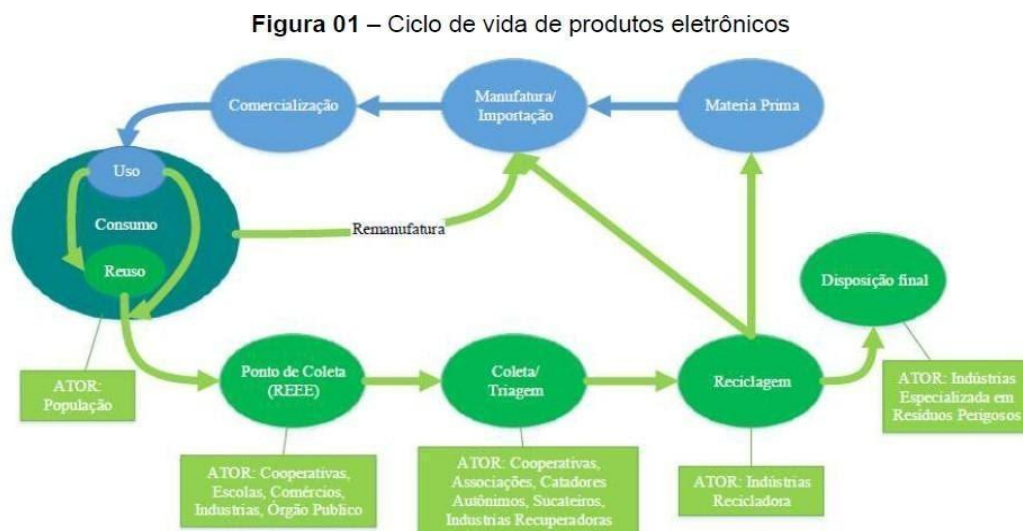 Figura 01 – Ciclo de vida de produtos eletrônicos
Comercialização
Manufatura/
Importação
Materia Prima
Uso
Consumo
Reuso
Remanufatura
Disposição final
ATOR:
População
Ponto de Coleta
(REEE)
Coleta/
Triagem
Reciclagem
ATOR: Indústrias
Especializada em
Resíduos Perigosos
ATOR: Cooperativas,
Escolas, Comércios,
Industrias, Órgão Publico
ATOR: Cooperativas,
Associações, Catadores
Autônimos, Sucateiros,
Industrias Recuperadoras
ATOR: Indústrias
Recicladora